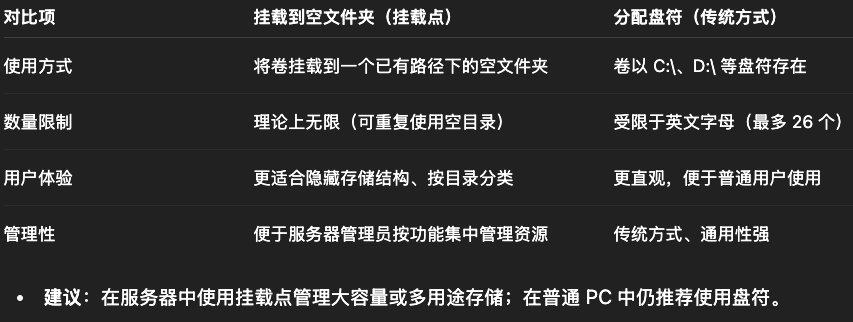 对比项 挂载到空文件夹（挂载点） 分配盘符（传统方式）
使用方式 将卷挂载到一个已有路径下的空文件夹 卷以 C:\、D:\ 等盘符存在
数量限制 理论上无限（可重复使用空目录） 受限于英文字母（最多 26 个）
用户体验 更适合隐藏存储结构、按目录分类 更直观，便于普通用户使用
管理性 便于服务器管理员按功能集中管理资源 传统方式、通用性强
• 建议：在服务器中使用挂载点管理大容量或多用途存储；在普通 PC 中仍推荐使用盘符。